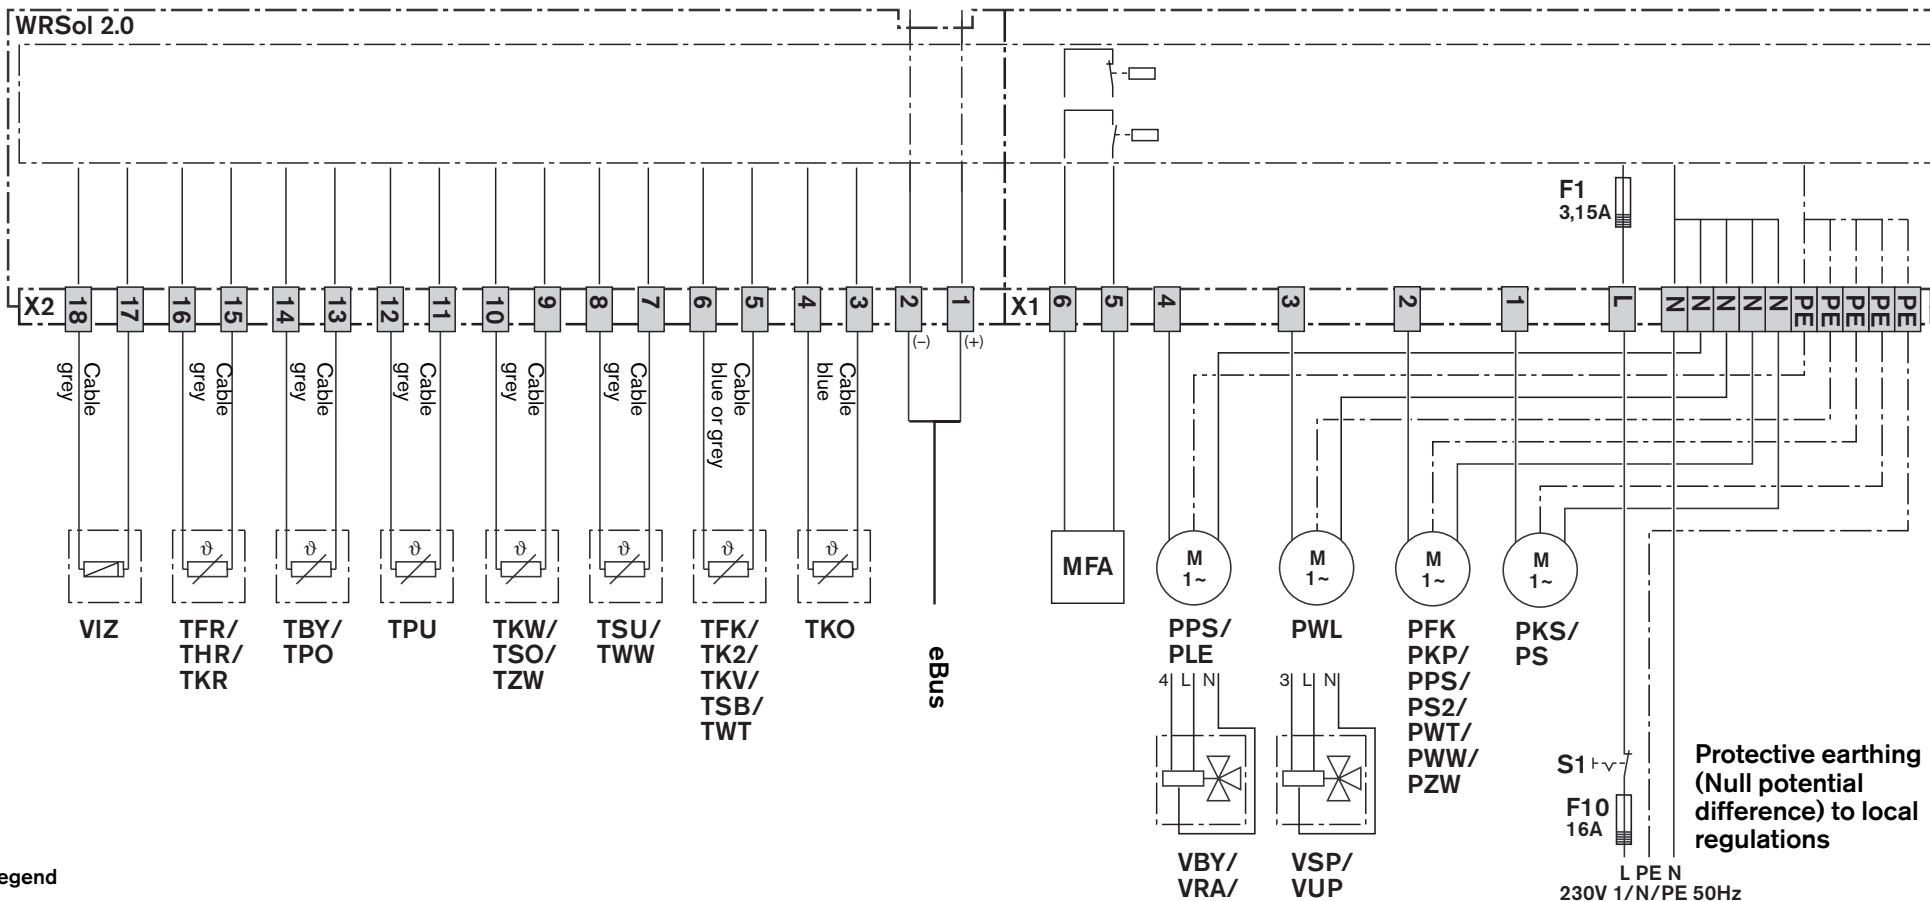 WRSol 2.0
F1
3,15A
X2
18
17
16
15
14
13
12
11
10
9
8
7
6
5
4
3
2
1
X1
6
5
4
3
2
1
L
N
N
N
N
N
PE
PE
PE
PE
PE
(–)
(+)
Cable
grey
Cable
grey
Cable
grey
Cable
grey
Cable
grey
Cable
grey
Cable
blue or grey
Cable
blue
ϑ
ϑ
ϑ
ϑ
ϑ
ϑ
ϑ
MFA
M
1~
M
1~
M
1~
M
1~
VIZ
TFR/
THR/
TKR
TBY/
TPO
TPU
TKW/
TSO/
TZW
TSU/
TWW
TFK/
TK2/
TKV/
TSB/
TWT
TKO
eBus
PPS/
PLE
PWL
PFK
PKP/
PPS/
PS2/
PWT/
PWW/
PZW
PKS/
PS
4 L N
3 L N
S1
F10
16A
Protective earthing
(Null potential
difference) to local
regulations
VBY/
VRA/
VSP/
VUP
L PE N
230V 1/N/PE 50Hz
egend